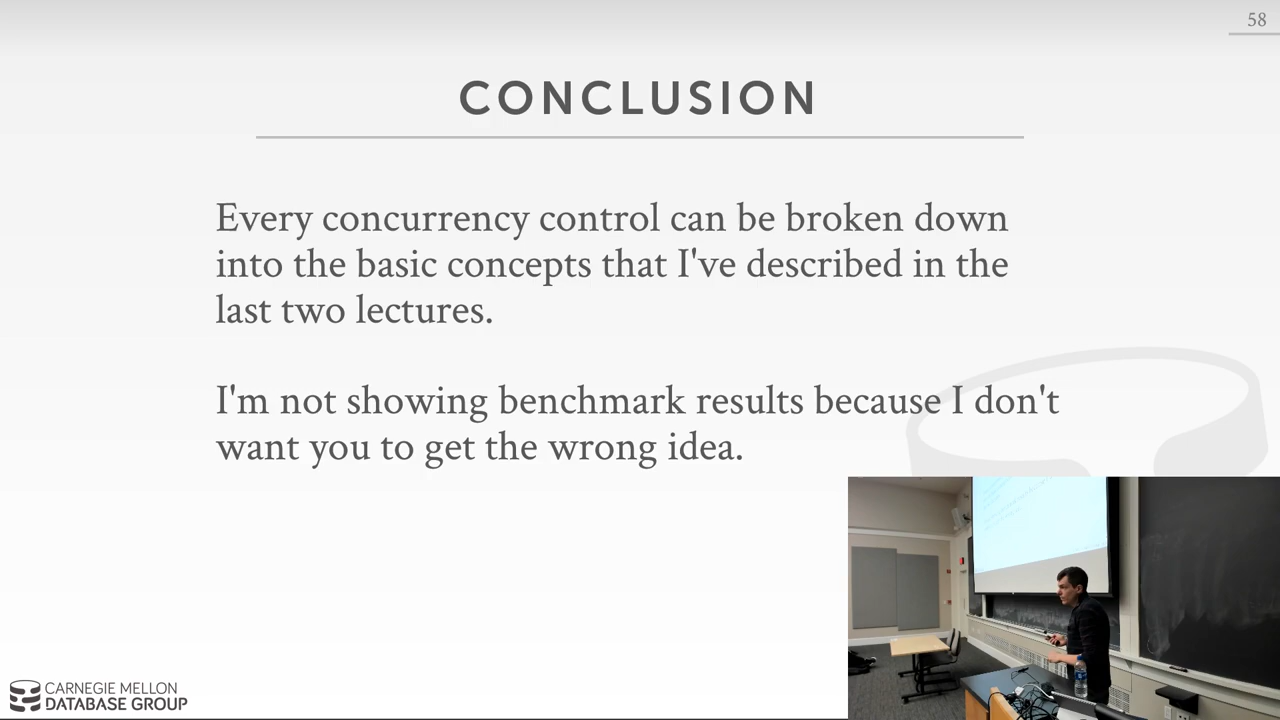 58
CONCLUSION
Every concurrency control can be broken down
into the basic concepts that I've described in the
last two lectures.
I'm not showing benchmark results because I don't
want you to get the wrong idea.
CARNEGIE MELLON
DATABASE GROUP